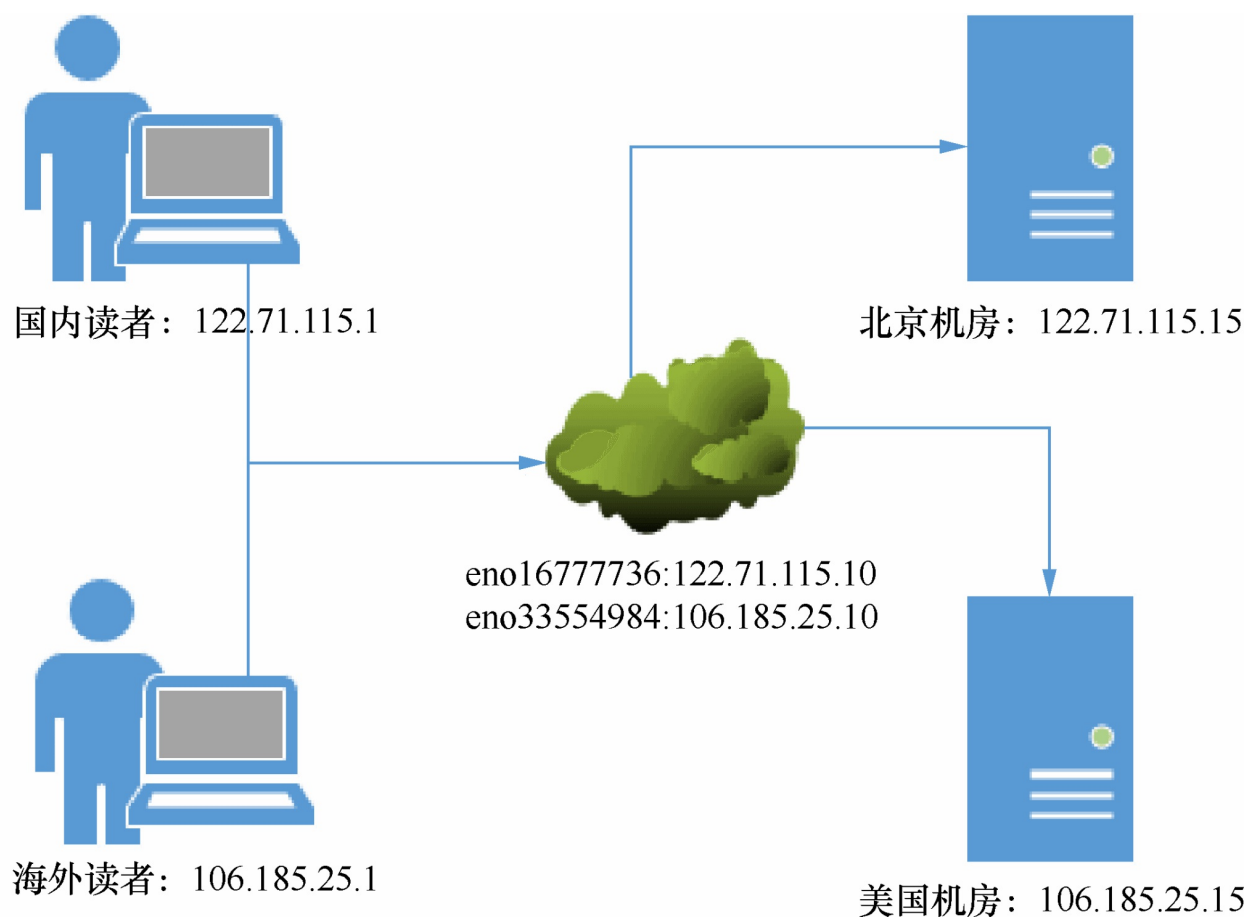 国内读者：122.71.115.1
北京机房：122.71.115.15
eno16777736:122.71.115.10
eno33554984:106.185.25.10
海外读者：106.185.25.1
美国机房：106.185.25.15